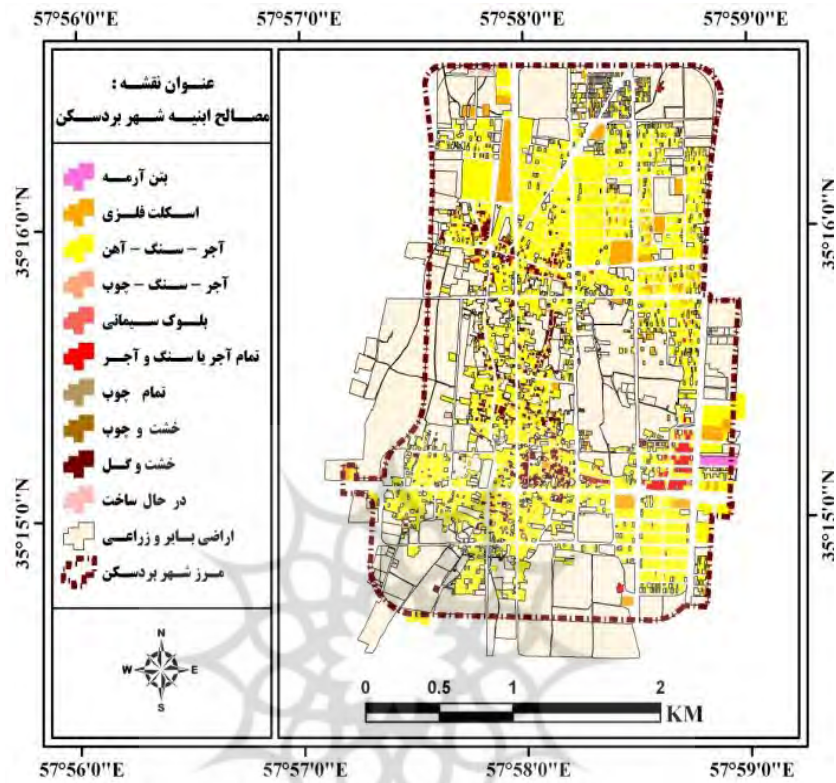 57°56'0"E 57°57'0"E 57°58'0"E 57°59'0"E
عنوان نقشه :
مصالح ابنیه شهر بردسکن
بتن آرمه
اسکلت فلزی
آجر - سنگ - آهن
آجر - سنگ - چوب
بلوک سیمانی
تمام آجر یا سنگ و آجر
تمام چوب
خشت و چوب
خشت و گل
در حال ساخت
اراضی بایر و زراعی
مرز شهر بردسکن
N
W E
S
35°16'0"N 35°16'0"N
35°15'0"N 35°15'0"N
0 0.5 1 2
KM
57°56'0"E 57°57'0"E 57°58'0"E 57°59'0"E